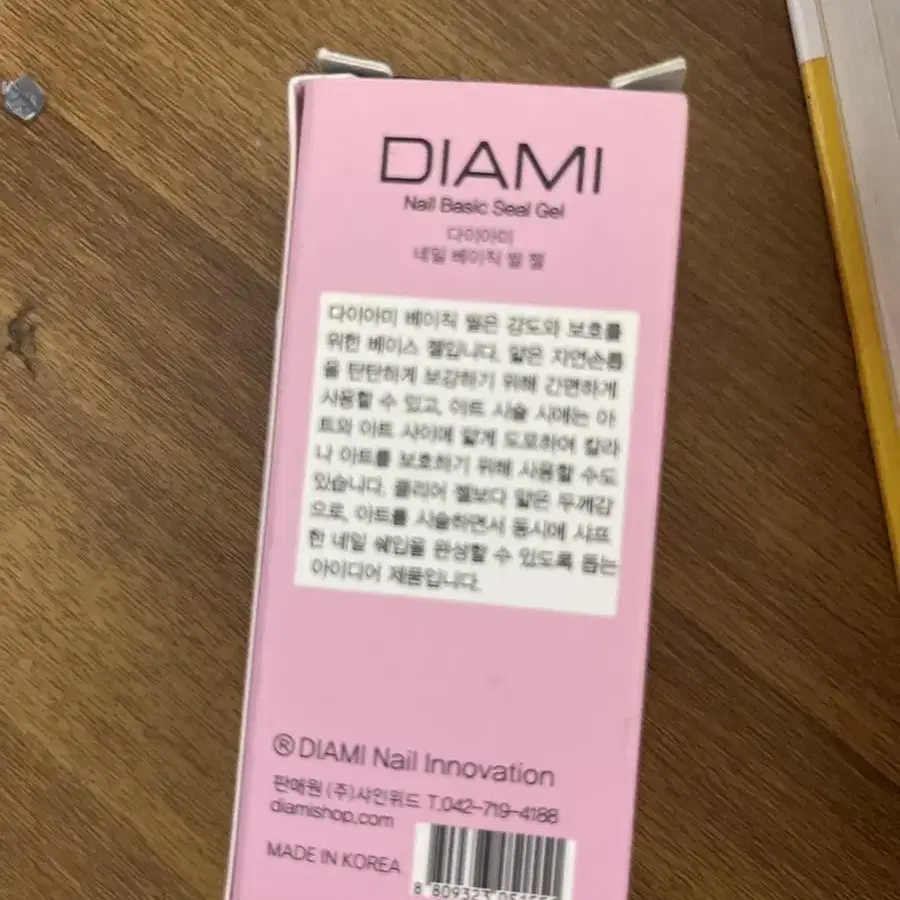 DIAMI
Nail Basic Seal Gel
다이아미
네일 베이직 씰 젤
다이아미 베이직 씰은 강도와 보호를
위한 베이스 젤입니다. 얇은 자연손톱
을 탄탄하게 보강하기 위해 간편하게
사용할 수 있고, 아트 시술 시에는 아
트와 아트 사이에 얇게 도포하여 칼라
나 아트를 보호하기 위해 사용할 수도
있습니다. 클리어 젤보다 얇은 두께감
으로, 아트를 시술하면서 동시에 샤프
한 네일 쉐입을 완성할 수 있도록 돕는
아이디어 제품입니다.
® DIAMI Nail Innovation
판매원 (주)샤인위드 T.042-719-4188
diamishop.com
MADE IN KOREA
8 809323